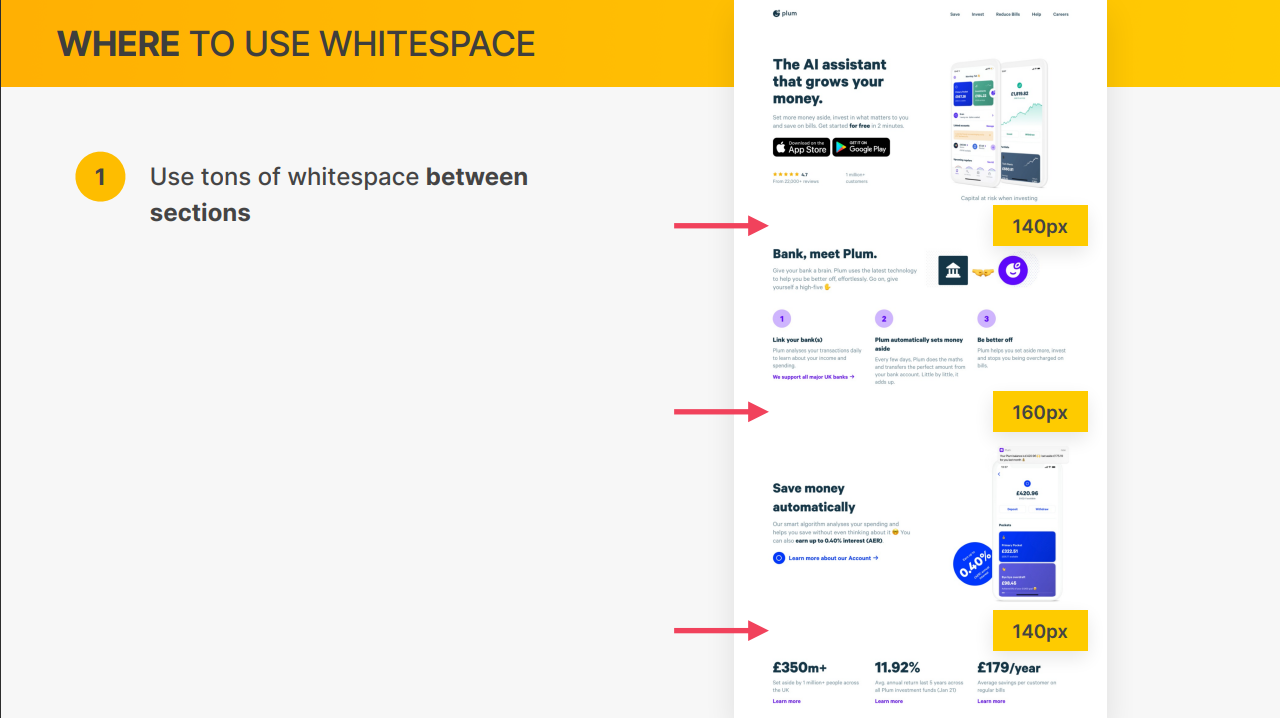 WHERE TO USE WHITESPACE
1
Use tons of whitespace between
sections
plum
Save Invest Reduce Bills Help Careers
The AI assistant
that grows your
money.
Set more money aside, invest in what matters to you
and save on bills. Get started for free in 2 minutes.
Download on the
App Store
GET IT ON
Google Play
4.7
1 million+
customers
Capital at risk when investing
140px
Bank, meet Plum.
Give your bank a brain. Plum uses the latest technology
to help you be better off, effortlessly. Go on, give
yourself a high-five
1
Link your bank(s)
Plum analyses your transactions daily
to learn about your income and
spending.
We support all major UK banks →
2
Plum automatically sets money
aside
Every few days, Plum does the maths
and transfers the perfect amount from
your bank account. Little by little, it
adds up.
3
Be better off
Plum helps you set aside more, invest
and stops you being overcharged on
bills.
160px
Save money
automatically
Our smart algorithm analyses your spending and
helps you save without even thinking about it 🤓 You
can also earn up to 0.40% interest (AER)
Learn more about our Account →
£420.96
Deposit Withdraw
Pockets
Primary Pocket
£322.51
£98.45
0.40%
140px
£350m+
Set aside by 1 million+ people across
the UK
Learn more
11.92%
Avg. annual return last 5 years across
all Plum investment funds (Jan 21)
Learn more
£179/year
Average savings per customer on
regular bills
Learn more